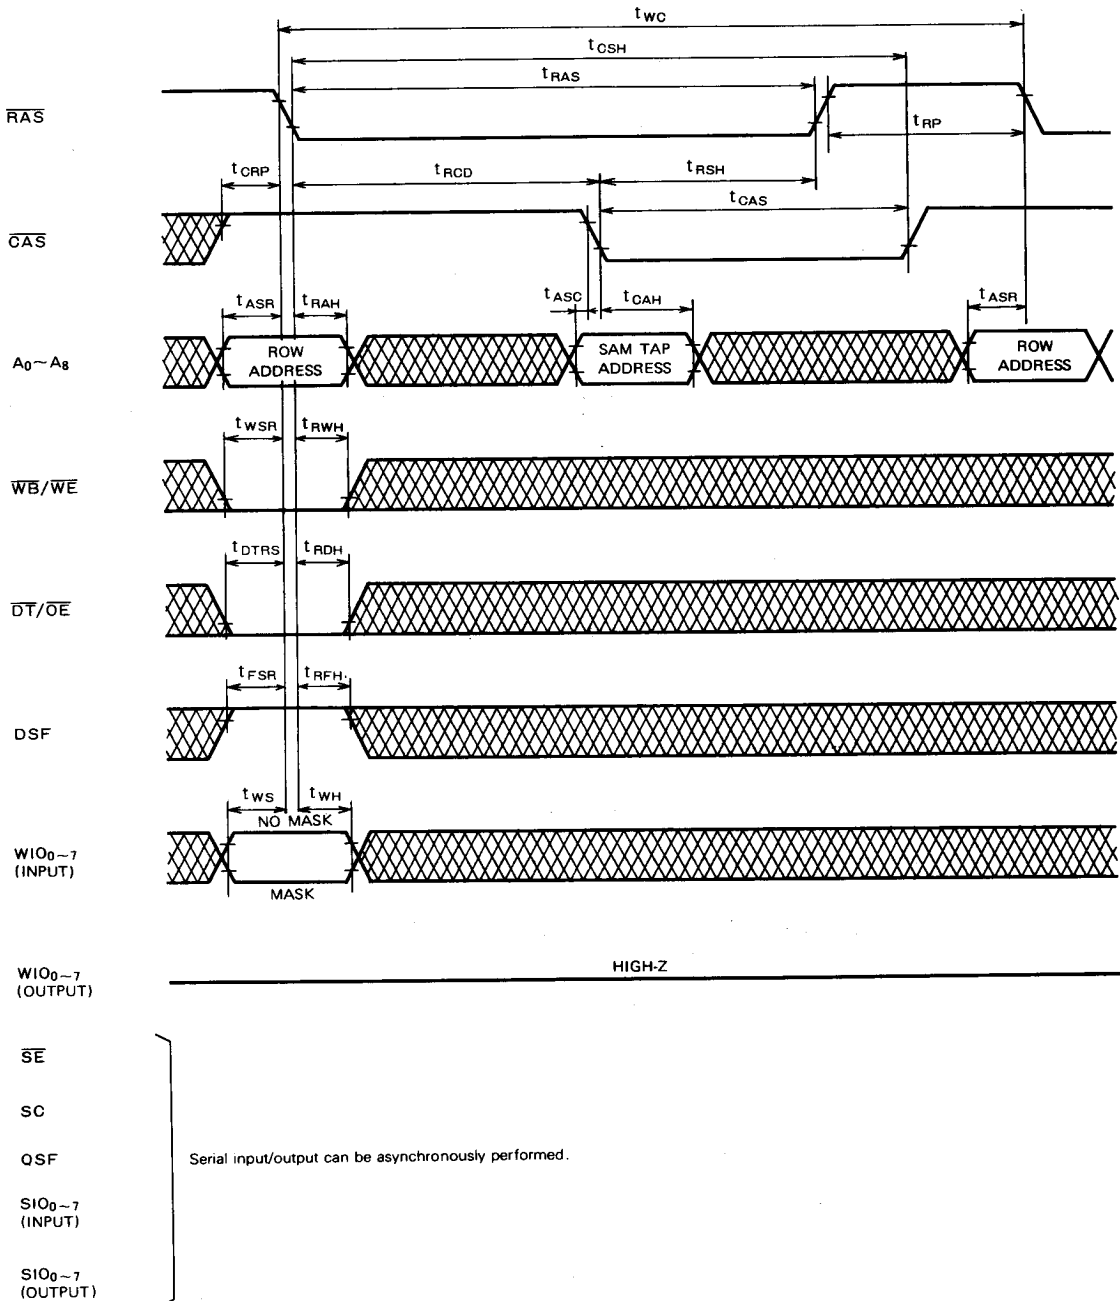 tWC
tCSH
tRAS
RAS
tRP
tCRP
tRCD
tRSH
tCAS
CAS
tASR
tRAH
tASC
tCAH
tASR
A0~A8
ROW
ADDRESS
SAM TAP
ADDRESS
ROW
ADDRESS
tWSR
tRWH
WB/WE
tDTRS
tRDH
DT/OE
tFSR
tRFH.
DSF
tWS
tWH
NO MASK
WIO0~7
(INPUT)
MASK
WIO0~7
(OUTPUT)
HIGH-Z
SE
SC
QSF
Serial input/output can be asynchronously performed.
SIO0~7
(INPUT)
SIO0~7
(OUTPUT)